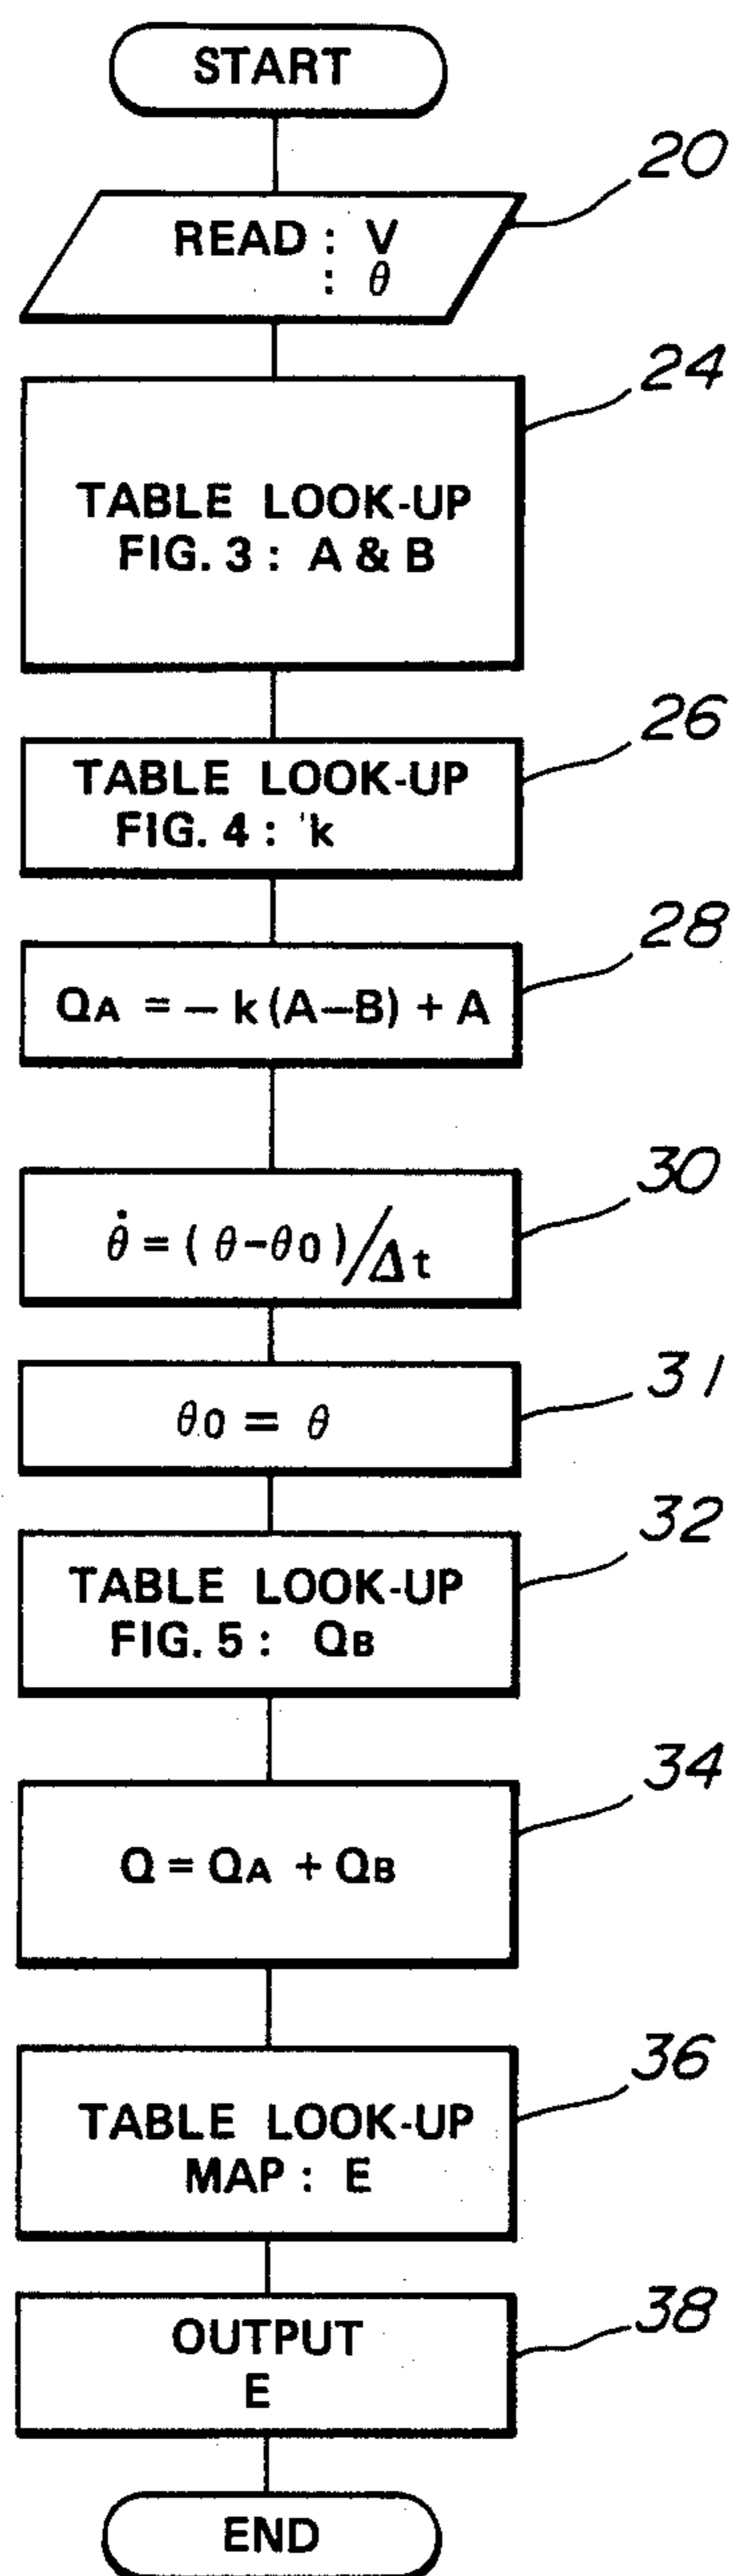 START
20
READ : V
: θ
24
TABLE LOOK-UP
FIG. 3 : A & B
26
TABLE LOOK-UP
FIG. 4 : k
28
QA = − k (A−B) + A
30
θ̇ = ( θ-θ0 )/Δt
31
θ0 = θ
32
TABLE LOOK-UP
FIG. 5 : QB
34
Q = QA + QB
36
TABLE LOOK-UP
MAP : E
38
OUTPUT
E
END